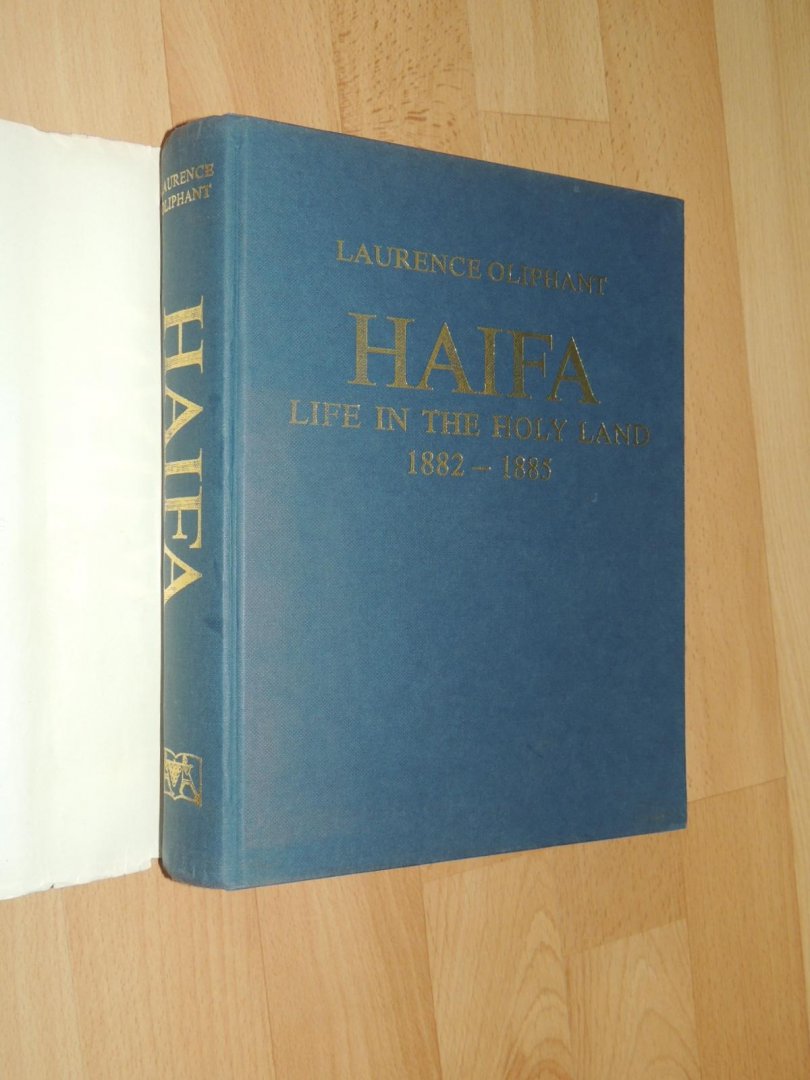 LAURENCE
OLIPHANT
HAIFA
LAURENCE OLIPHANT
HAIFA
LIFE IN THE HOLY LAND
1882 – 1885